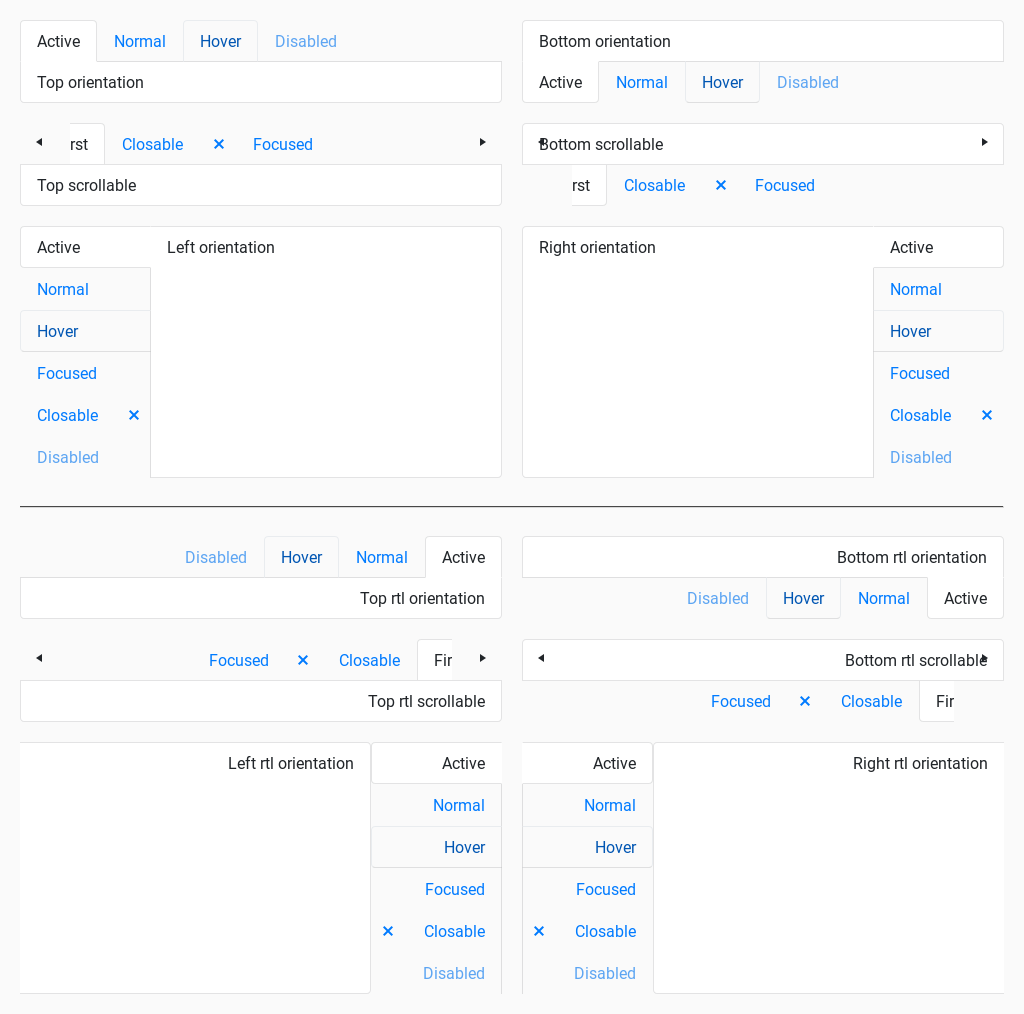 Active Normal Hover Disabled
Top orientation
Bottom orientation
Active Normal Hover Disabled
rst Closable × Focused
Top scrollable
Bottom scrollable
rst Closable × Focused
Active
Normal
Hover
Focused
Closable ×
Disabled
Left orientation
Right orientation
Active
Normal
Hover
Focused
Closable ×
Disabled
Disabled Hover Normal Active
Top rtl orientation
Bottom rtl orientation
Disabled Hover Normal Active
Focused × Closable Fir
Top rtl scrollable
Bottom rtl scrollable
Focused × Closable Fir
Left rtl orientation
Active
Normal
Hover
Focused
× Closable
Disabled
Active
Normal
Hover
Focused
× Closable
Disabled
Right rtl orientation